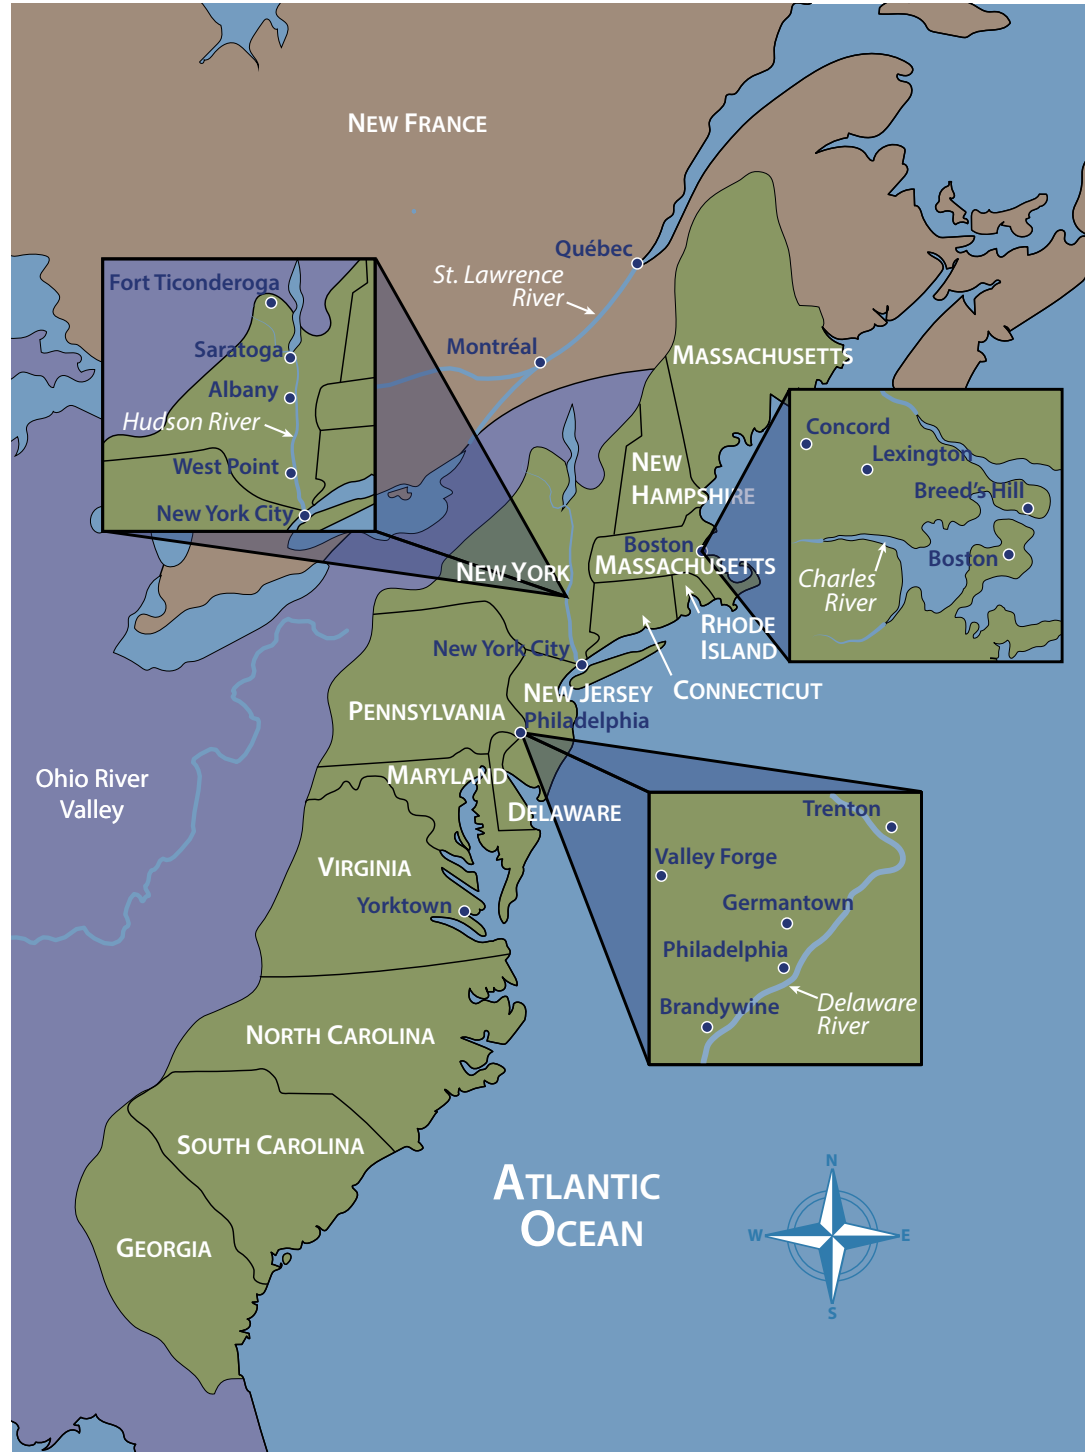 NEW FRANCE
Québec
St. Lawrence
River
Montréal
MASSACHUSETTS
Fort Ticonderoga
Saratoga
Albany
Hudson River
West Point
New York City
Concord
Lexington
Breed's Hill
Boston
Charles
River
NEW
HAMPSHIRE
Boston
MASSACHUSETTS
NEW YORK
RHODE
ISLAND
New York City
CONNECTICUT
NEW JERSEY
PENNSYLVANIA
Philadelphia
Ohio River
Valley
MARYLAND
DELAWARE
Trenton
Valley Forge
Germantown
Philadelphia
Brandywine
Delaware
River
VIRGINIA
Yorktown
NORTH CAROLINA
SOUTH CAROLINA
GEORGIA
ATLANTIC
OCEAN
N
W
E
S